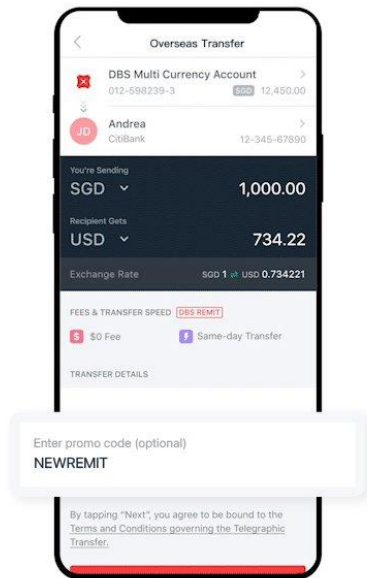 Overseas Transfer
DBS Multi Currency Account
012-598239-3 SGD 12,450.00
JD
Andrea
CitiBank 12-345-67890
You're Sending
SGD 1,000.00
Recipient Gets
USD 734.22
Exchange Rate SGD 1 ⇌ USD 0.734221
FEES & TRANSFER SPEED DBS REMIT
$ $0 Fee Same-day Transfer
TRANSFER DETAILS
Enter promo code (optional)
NEWREMIT
By tapping "Next", you agree to be bound to the
Terms and Conditions governing the Telegraphic
Transfer.